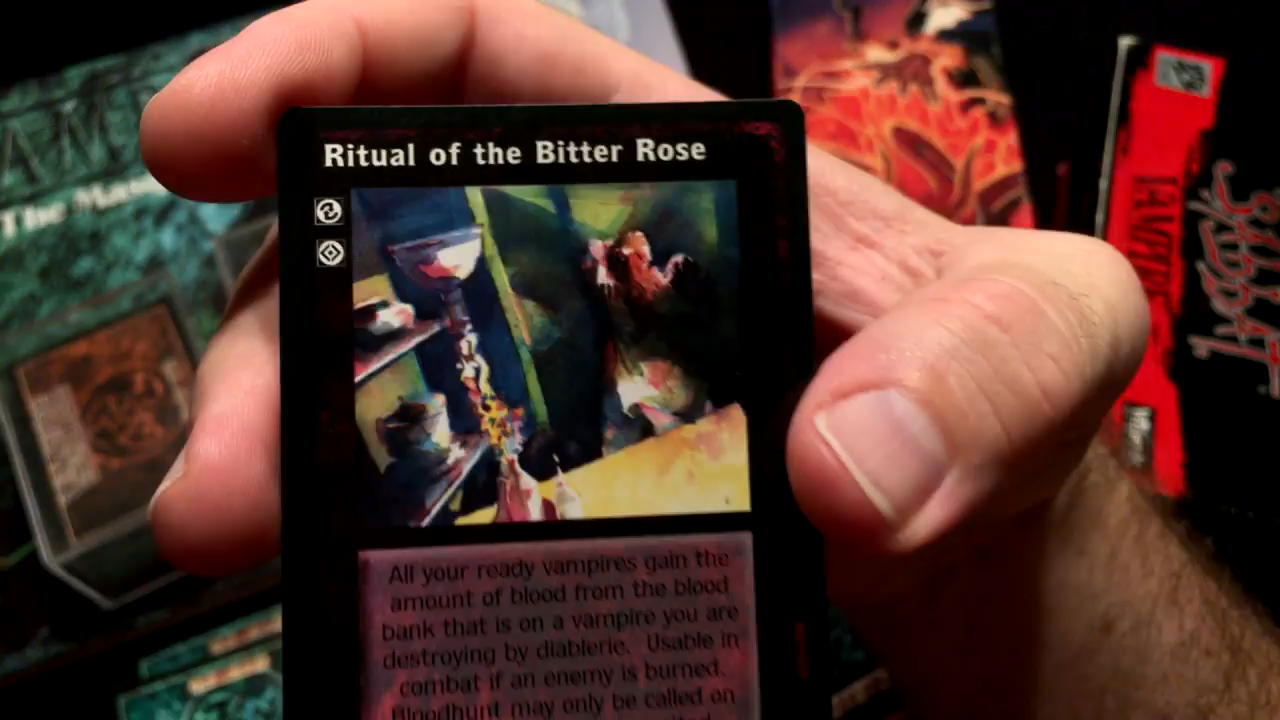 Ritual of the Bitter Rose
All your ready vampires gain the
amount of blood from the blood
bank that is on a vampire you are
destroying by diablerie. Usable in
combat if an enemy is burned.
Bloodhunt may only be called on
The